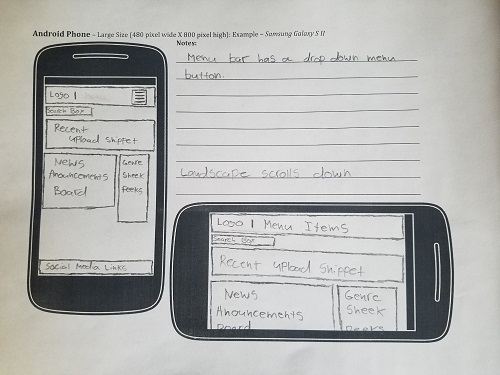 Android Phone – Large Size (480 pixel wide X 800 pixel high): Example – Samsung Galaxy S II
Notes:
Menu bar has a drop down menu
button.
Landscape scrolls down
Logo |
Search Box
Recent
upload snippet
News
Anouncements
Board
Genre
Sheek
Peeks
Social Media Links
Logo | Menu Items
Search Box
Recent upload snippet
News
Anouncements
Board
Genre
Sheek
Peeks